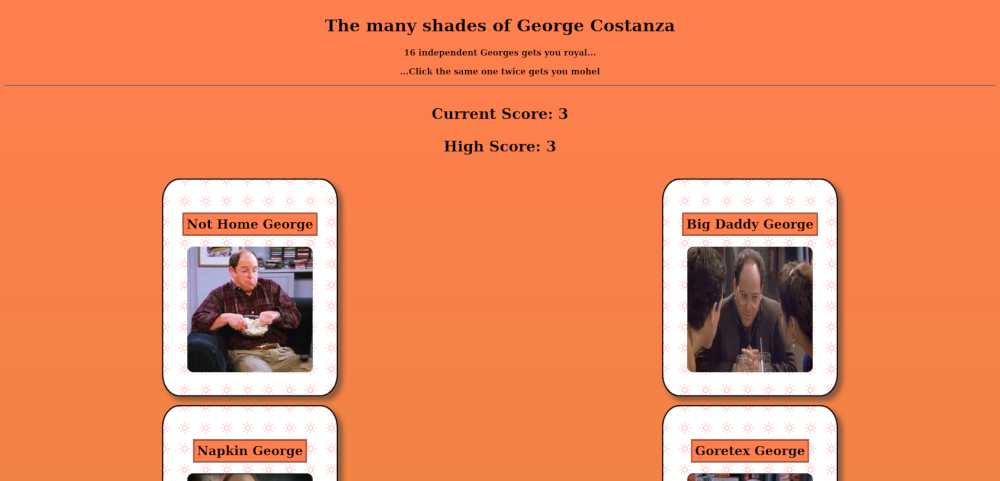 The many shades of George Costanza
16 independent Georges gets you royal...
...Click the same one twice gets you mohel
Current Score: 3
High Score: 3
Not Home George
Big Daddy George
Napkin George
Goretex George